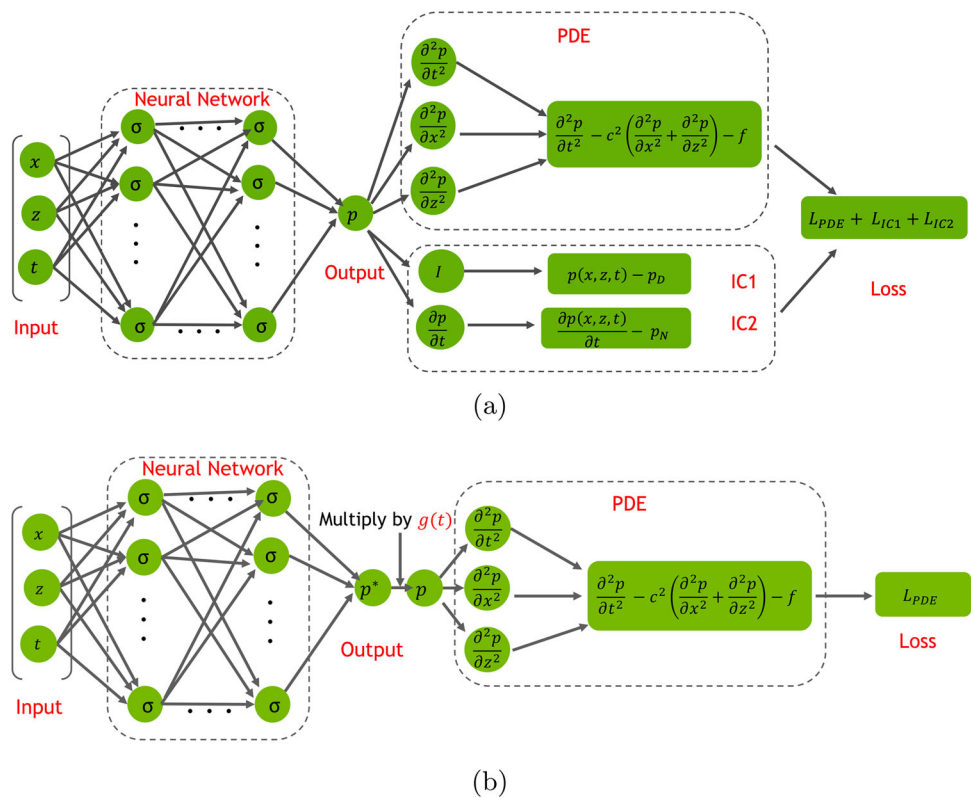 PDE
Neural Network
σ . . . σ
x
z
t
σ σ
σ . . . σ
Input
p
Output
∂²p/∂t²
∂²p/∂x²
∂²p/∂z²
∂²p/∂t² − c² (∂²p/∂x² + ∂²p/∂z²) − f
I
p(x, z, t) − p_D
IC1
∂p/∂t
∂p(x, z, t)/∂t − p_N
IC2
L_PDE + L_IC1 + L_IC2
Loss
(a)
Neural Network
σ . . . σ
x
z
t
σ σ
σ . . . σ
Input
Multiply by g(t)
p* p
Output
PDE
∂²p/∂t²
∂²p/∂x²
∂²p/∂z²
∂²p/∂t² − c² (∂²p/∂x² + ∂²p/∂z²) − f
L_PDE
Loss
(b)